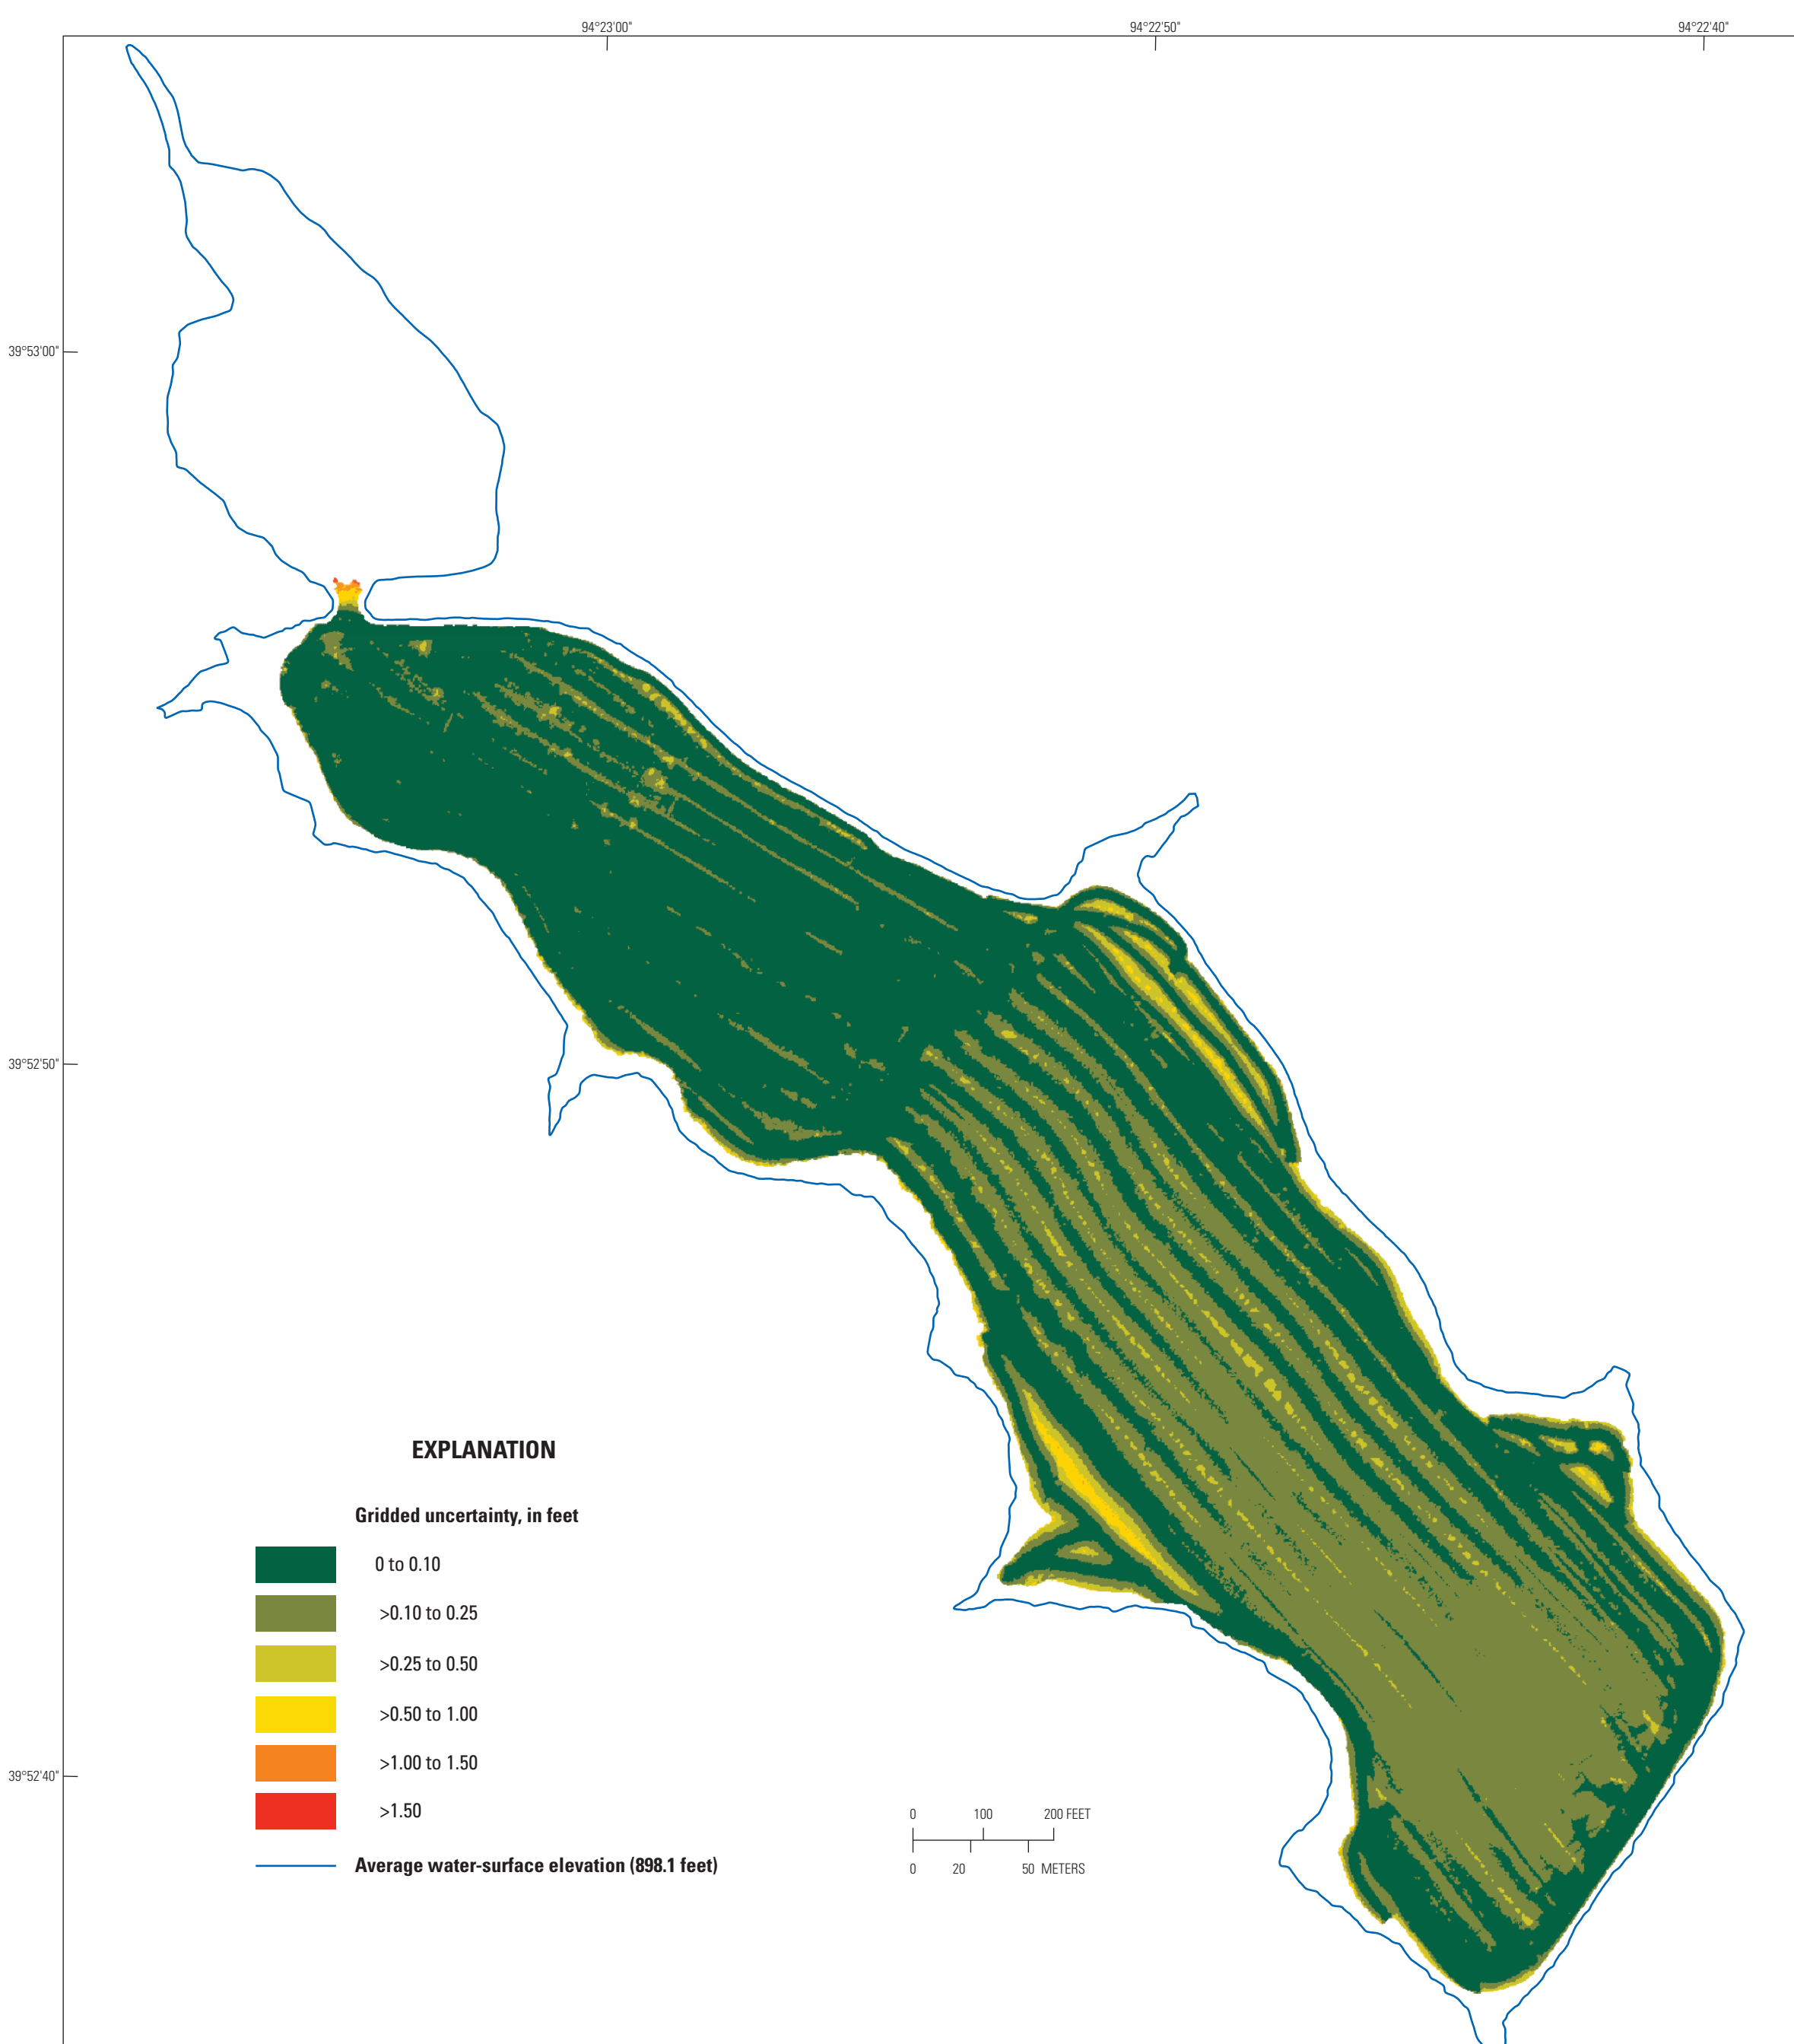 94°23'00"
94°22'50"
94°22'40"
39°53'00"
39°52'50"
EXPLANATION
Gridded uncertainty, in feet
0 to 0.10
>0.10 to 0.25
>0.25 to 0.50
>0.50 to 1.00
>1.00 to 1.50
>1.50
Average water-surface elevation (898.1 feet)
39°52'40"
0 100 200 FEET
0 20 50 METERS